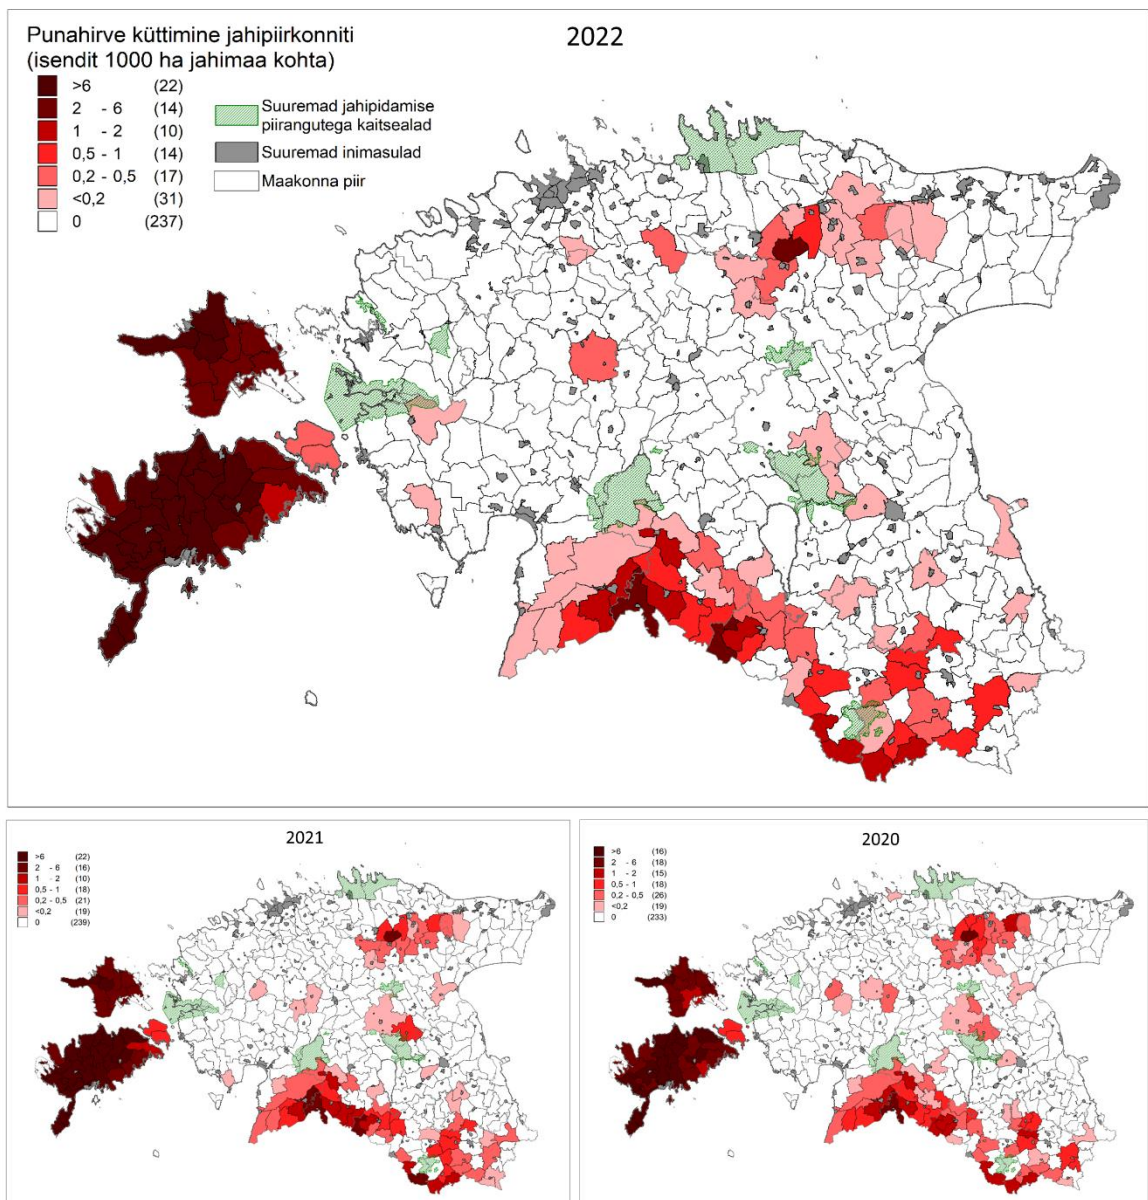 Punahirve küttimine jahipiirkonniti
(isendit 1000 ha jahimaa kohta)
2022
>6 (22)
2 - 6 (14)
1 - 2 (10)
0,5 - 1 (14)
0,2 - 0,5 (17)
<0,2 (31)
0 (237)
Suuremad jahipidamise
piirangutega kaitsealad
Suuremad inimasulad
Maakonna piir
2021
>6 (22)
2 - 6 (16)
1 - 2 (10)
0,5 - 1 (18)
0,2 - 0,5 (21)
<0,2 (19)
0 (239)
2020
>6 (16)
2 - 6 (18)
1 - 2 (15)
0,5 - 1 (18)
0,2 - 0,5 (26)
<0,2 (19)
0 (233)